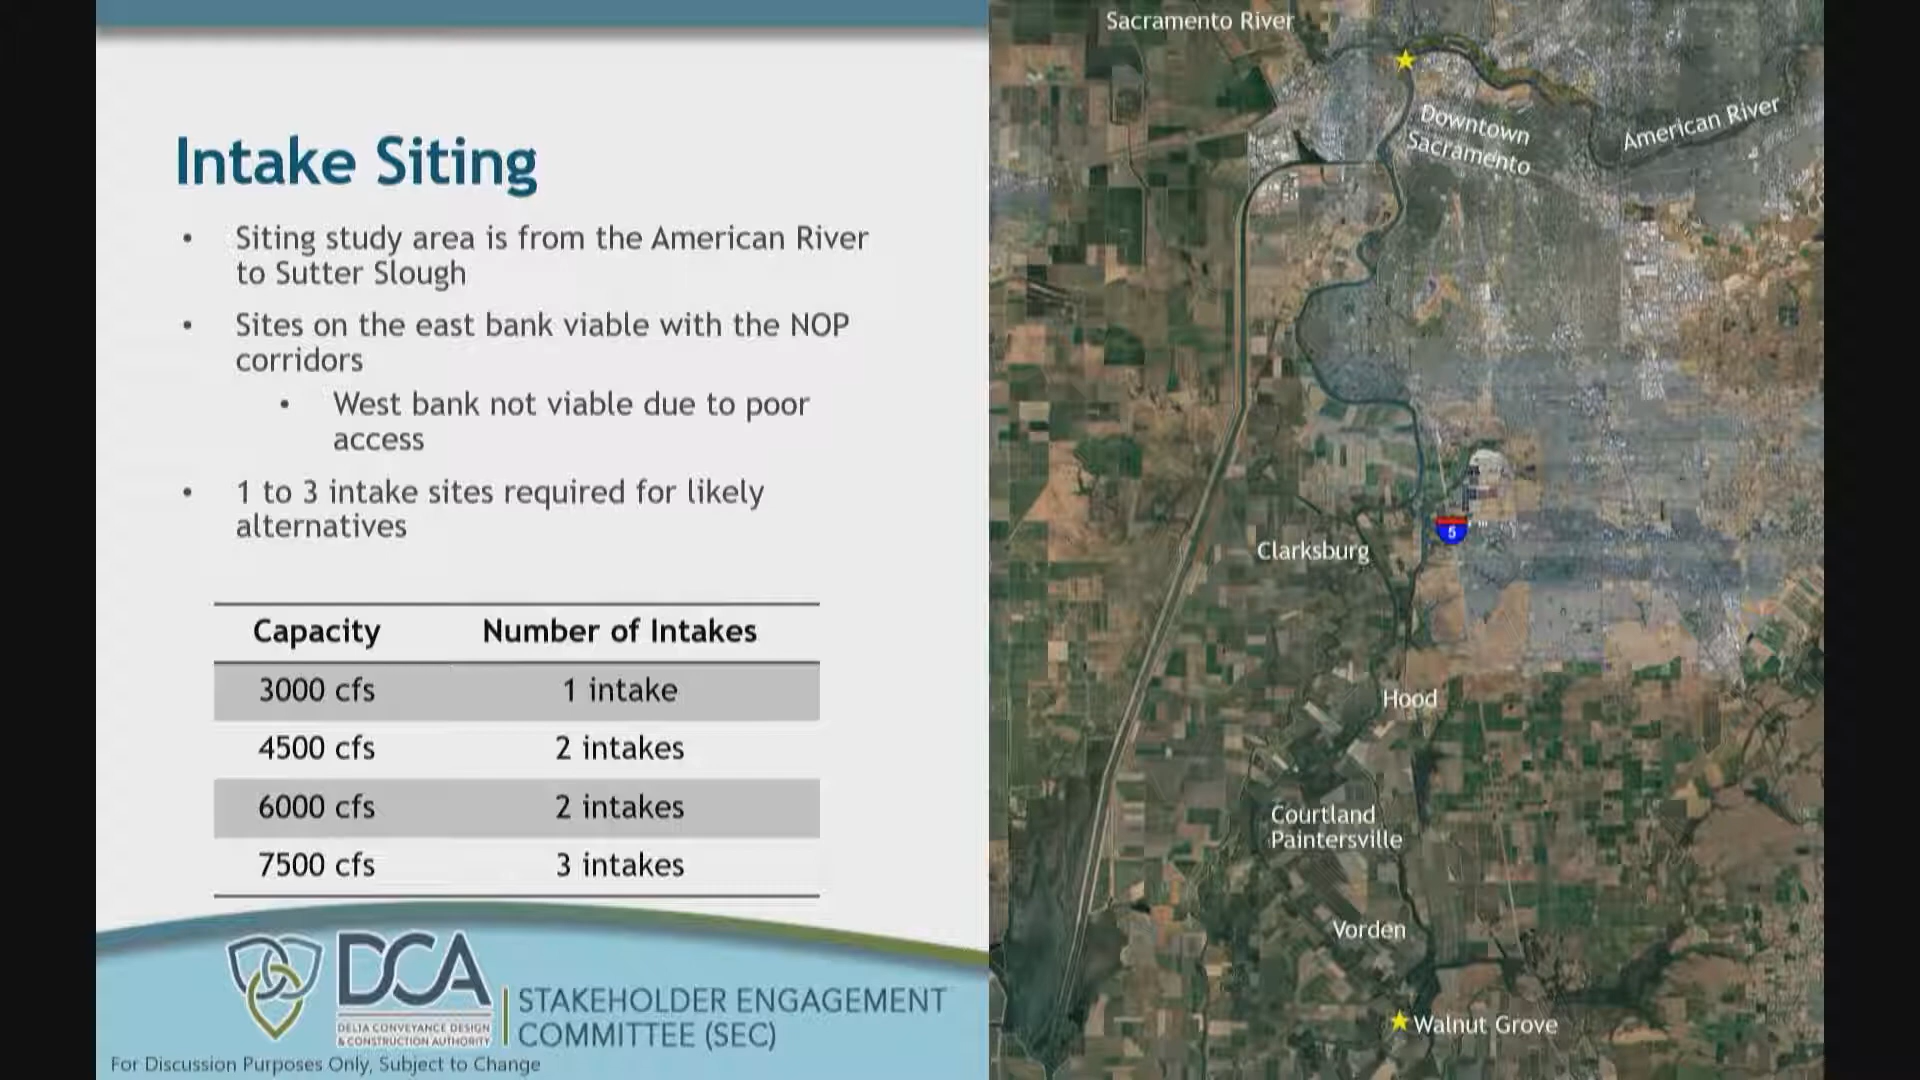 Intake Siting
• Siting study area is from the American River
to Sutter Slough
• Sites on the east bank viable with the NOP
corridors
• West bank not viable due to poor
access
• 1 to 3 intake sites required for likely
alternatives
Capacity Number of Intakes
3000 cfs 1 intake
4500 cfs 2 intakes
6000 cfs 2 intakes
7500 cfs 3 intakes
DCA
DELTA CONVEYANCE DESIGN
& CONSTRUCTION AUTHORITY
STAKEHOLDER ENGAGEMENT
COMMITTEE (SEC)
For Discussion Purposes Only, Subject to Change
Sacramento River
Downtown
Sacramento
American River
5
Clarksburg
Hood
Courtland
Paintersville
Vorden
Walnut Grove